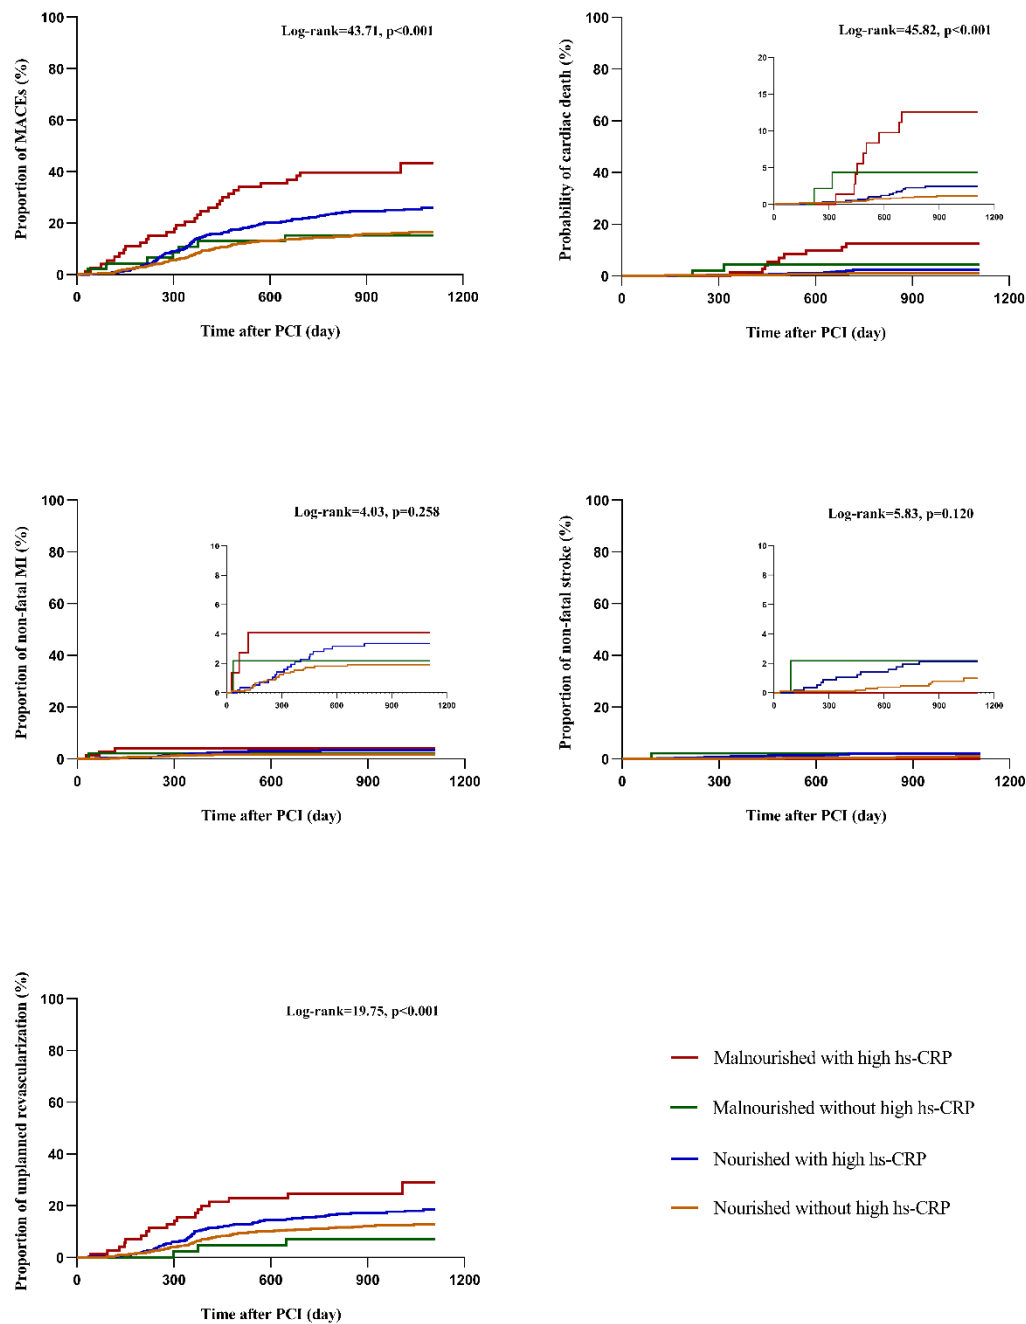 Proportion of MACEs (%)
Log-rank=43.71, p<0.001
100
80
60
40
20
0
0 300 600 900 1200
Time after PCI (day)
Probability of cardiac death (%)
Log-rank=45.82, p<0.001
100
80
60
40
20
0
0 300 600 900 1200
20
15
10
5
0
0 300 600 900 1200
Time after PCI (day)
Proportion of non-fatal MI (%)
Log-rank=4.03, p=0.258
100
80
60
40
20
0
0 300 600 900 1200
10
8
6
4
2
0
0 300 600 900 1200
Time after PCI (day)
Proportion of non-fatal stroke (%)
Log-rank=5.83, p=0.120
100
80
60
40
20
0
0 300 600 900 1200
10
8
6
4
2
0
0 300 600 900 1200
Time after PCI (day)
Proportion of unplanned revascularization (%)
Log-rank=19.75, p<0.001
100
80
60
40
20
0
0 300 600 900 1200
Time after PCI (day)
Malnourished with high hs-CRP
Malnourished without high hs-CRP
Nourished with high hs-CRP
Nourished without high hs-CRP